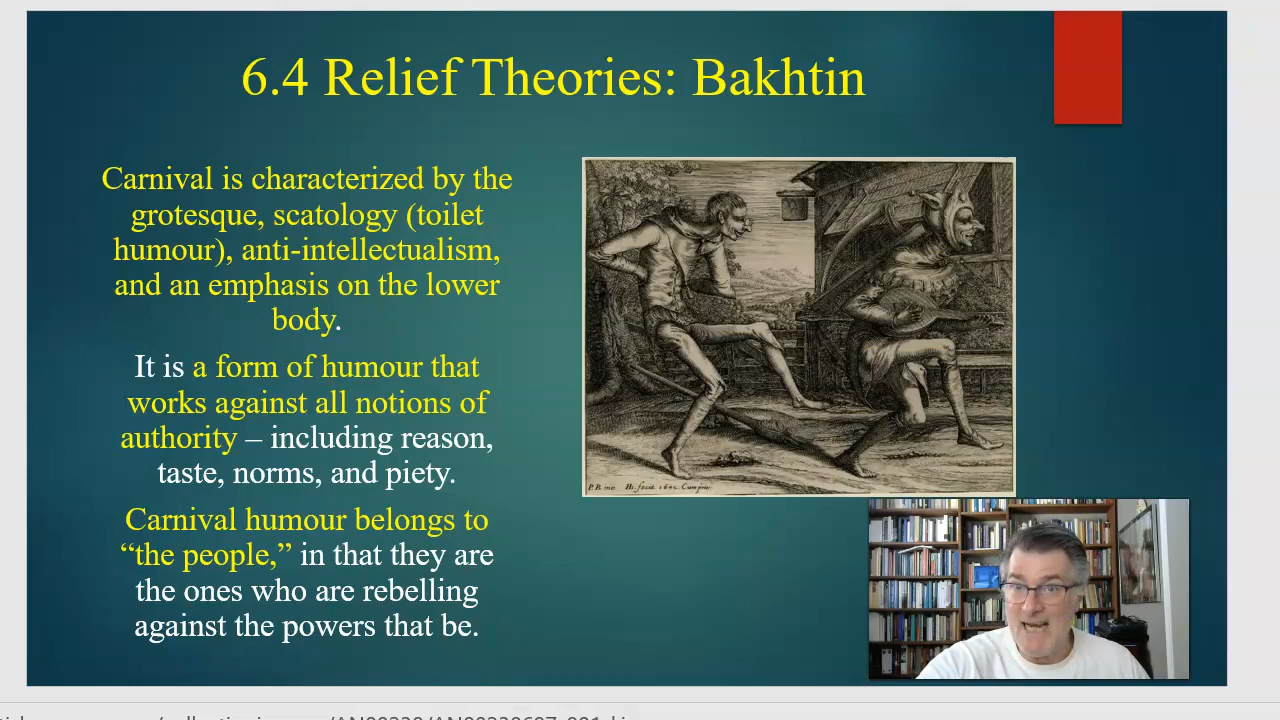 6.4 Relief Theories: Bakhtin
Carnival is characterized by the
grotesque, scatology (toilet
humour), anti-intellectualism,
and an emphasis on the lower
body.
It is a form of humour that
works against all notions of
authority – including reason,
taste, norms, and piety.
Carnival humour belongs to
“the people,” in that they are
the ones who are rebelling
against the powers that be.
P.B. inv.